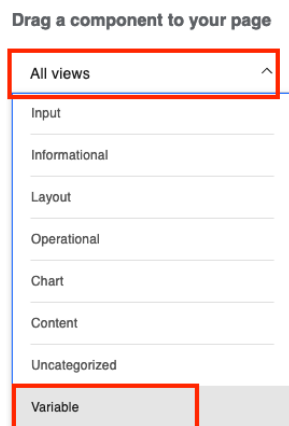 Drag a component to your page
All views
Input
Informational
Layout
Operational
Chart
Content
Uncategorized
Variable